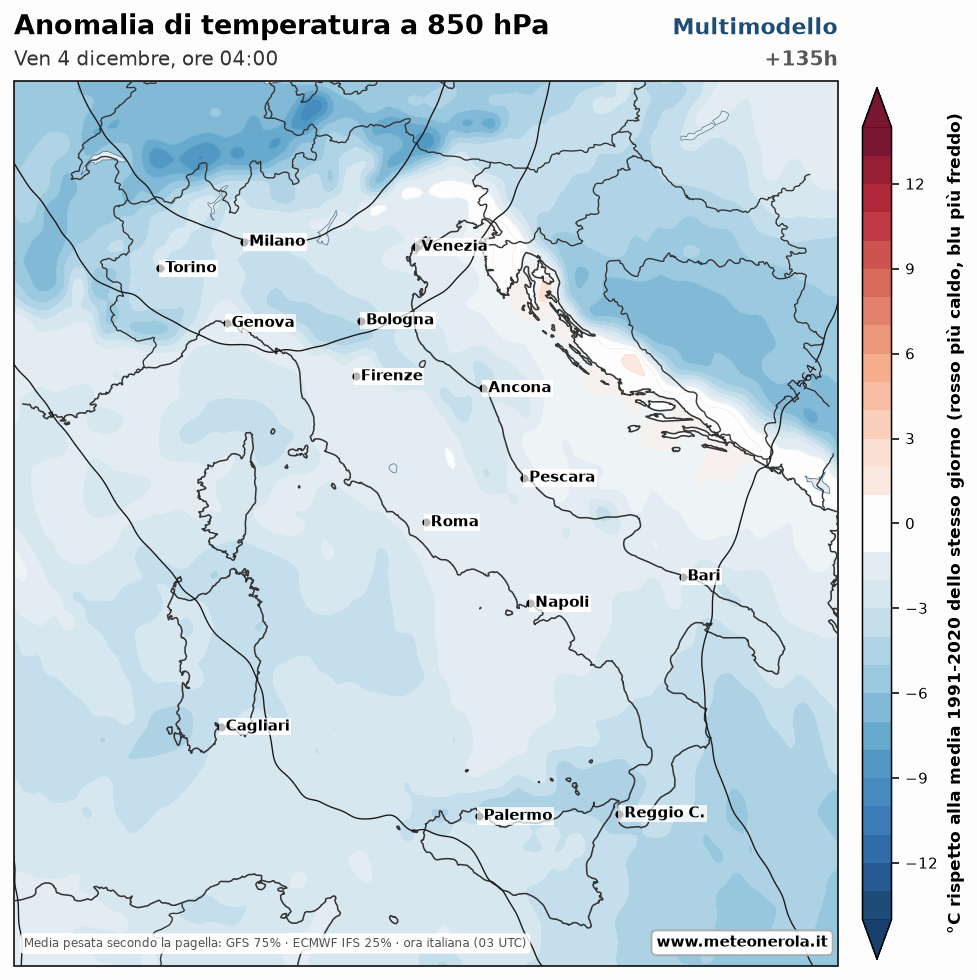 Anomalia di temperatura a 850 hPa
Multimodello
Ven 4 dicembre, ore 04:00
+135h
Milano
Venezia
Torino
Genova
Bologna
Firenze
Ancona
Pescara
Roma
Bari
Napoli
Cagliari
Palermo
Reggio C.
12
9
6
3
0
−3
−6
−9
−12
°C rispetto alla media 1991-2020 dello stesso giorno (rosso più caldo, blu più freddo)
Media pesata secondo la pagella: GFS 75% · ECMWF IFS 25% · ora italiana (03 UTC)
www.meteonerola.it